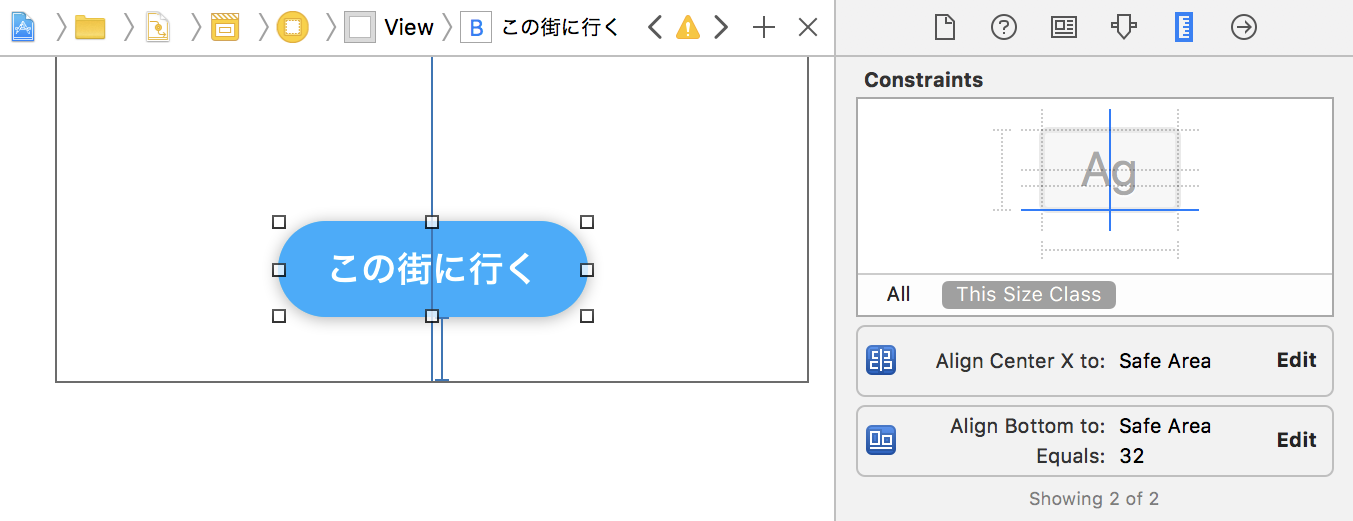 View B この街に行く
Constraints
Ag
この街に行く
All This Size Class
Align Center X to: Safe Area Edit
Align Bottom to: Safe Area Edit
Equals: 32
Showing 2 of 2